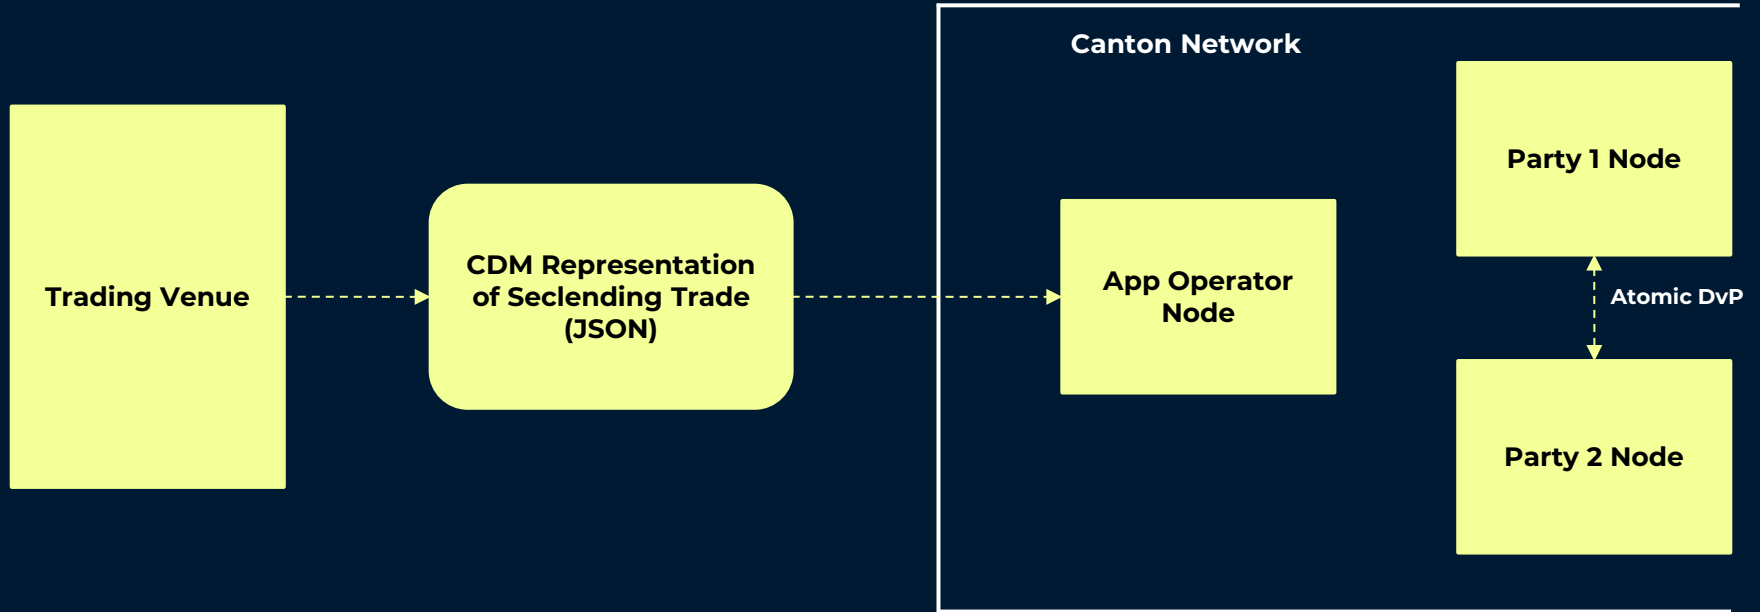 Canton Network
Trading Venue
CDM Representation
of Seclending Trade
(JSON)
App Operator
Node
Party 1 Node
Atomic DvP
Party 2 Node